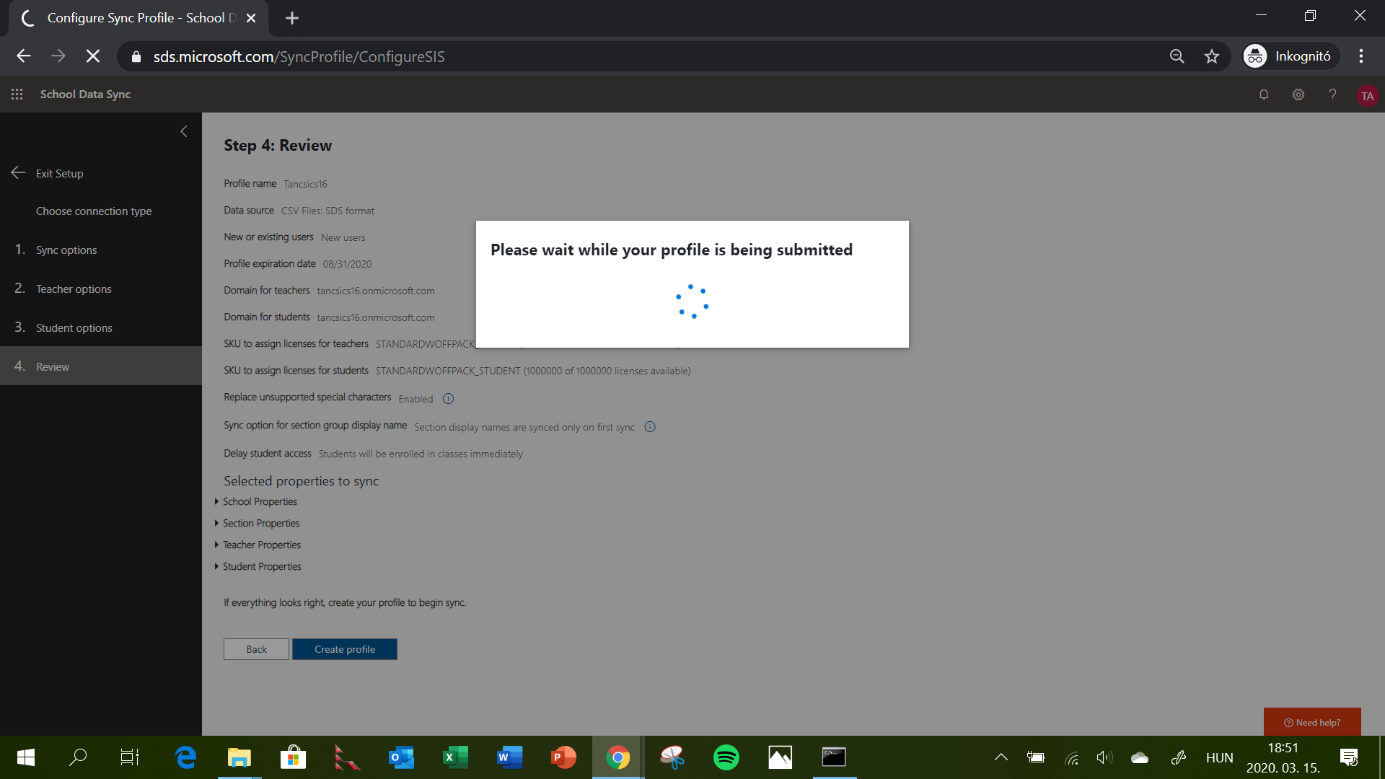 Configure Sync Profile - School D
sds.microsoft.com/SyncProfile/ConfigureSIS
Inkognitó
School Data Sync
TA
Exit Setup
Choose connection type
1. Sync options
2. Teacher options
3. Student options
4. Review
Step 4: Review
Profile name Tancsics16
Data source CSV Files: SDS format
New or existing users New users
Profile expiration date 08/31/2020
Domain for teachers tancsics16.onmicrosoft.com
Domain for students tancsics16.onmicrosoft.com
SKU to assign licenses for teachers STANDARDWOFFPACK_
SKU to assign licenses for students STANDARDWOFFPACK_STUDENT (1000000 of 1000000 licenses available)
Replace unsupported special characters Enabled
Sync option for section group display name Section display names are synced only on first sync
Delay student access Students will be enrolled in classes immediately
Selected properties to sync
School Properties
Section Properties
Teacher Properties
Student Properties
If everything looks right, create your profile to begin sync.
Back Create profile
Please wait while your profile is being submitted
Need help?
HUN
18:51
2020. 03. 15.